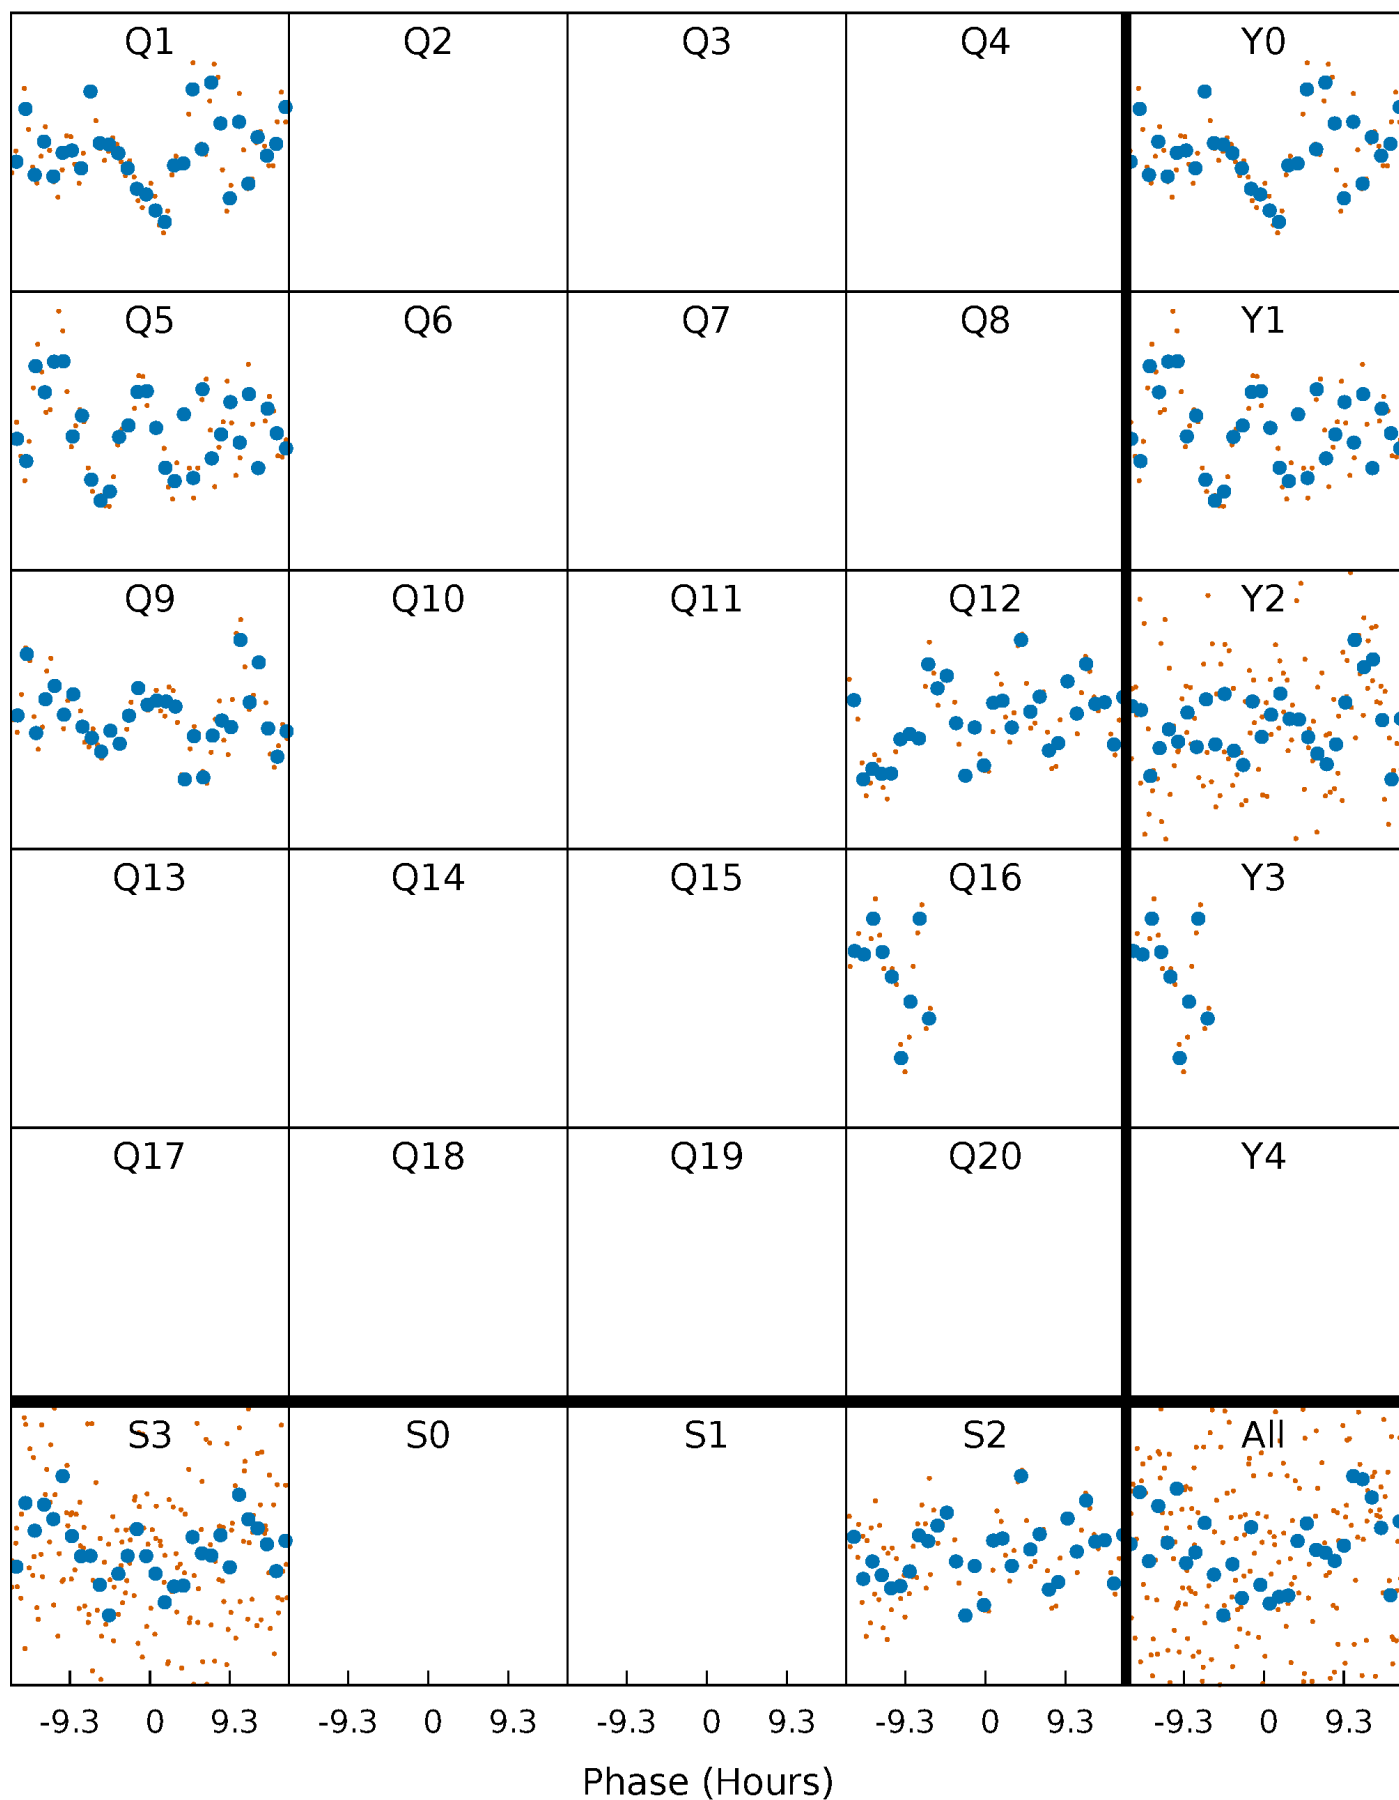 Q1 Q2 Q3 Q4 Y0
Q5 Q6 Q7 Q8 Y1
Q9 Q10 Q11 Q12 Y2
Q13 Q14 Q15 Q16 Y3
Q17 Q18 Q19 Q20 Y4
S3 S0 S1 S2 All
-9.3 0 9.3 -9.3 0 9.3 -9.3 0 9.3 -9.3 0 9.3 -9.3 0 9.3
Phase (Hours)